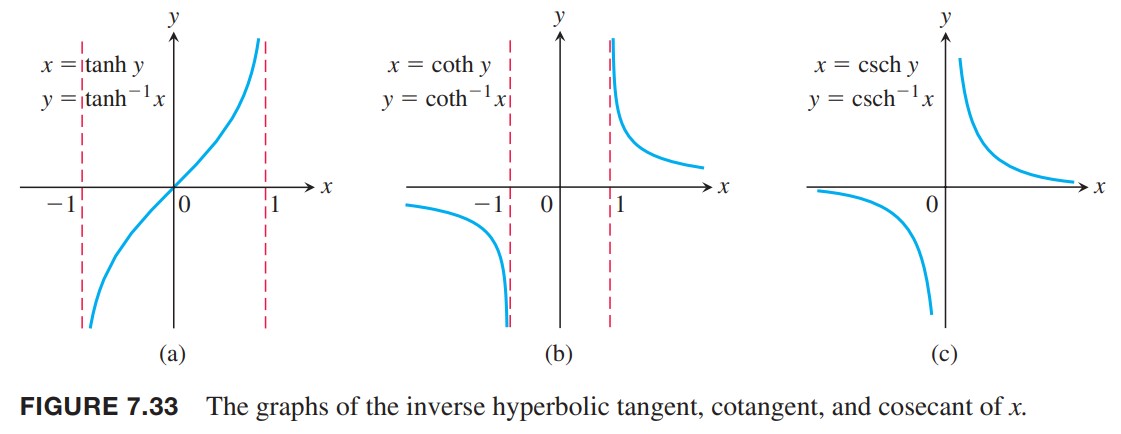 y
x = tanh y
y = tanh⁻¹x
x
−1
0
1
(a)
y
x = coth y
y = coth⁻¹x
x
−1
0
1
(b)
y
x = csch y
y = csch⁻¹x
x
0
(c)
FIGURE 7.33 The graphs of the inverse hyperbolic tangent, cotangent, and cosecant of x.